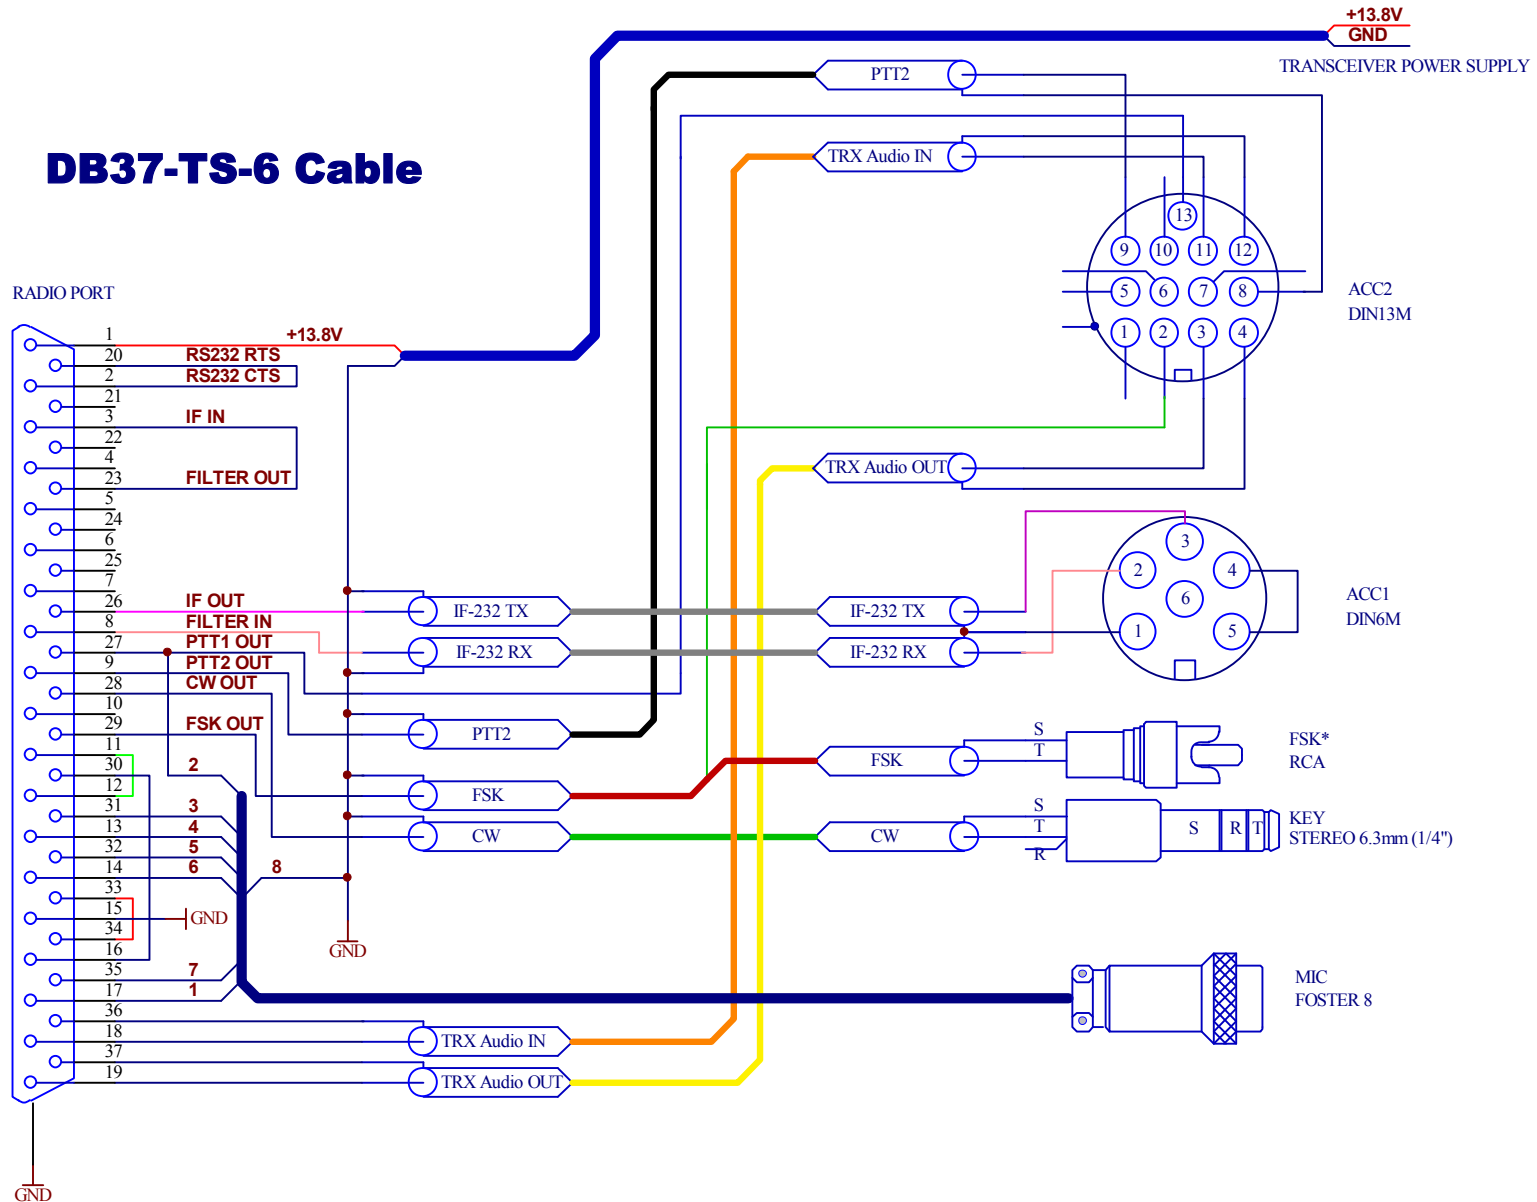 +13.8V
GND
TRANSCEIVER POWER SUPPLY
PTT2
DB37-TS-6 Cable
TRX Audio IN
13
9 10 11 12
5 6 7 8
1 2 3 4
ACC2
DIN13M
RADIO PORT
1 +13.8V
20 RS232 RTS
2 RS232 CTS
21
3 IF IN
22
4
23 FILTER OUT
5
24
6
25
7
26 IF OUT
8 FILTER IN
27 PTT1 OUT
9 PTT2 OUT
28 CW OUT
10
29 FSK OUT
11
30 2
12
31 3
13 4
32 5
14 6 8
33
15 GND
34
16
35 7
17 1
36
18
37
19
GND
GND
IF-232 TX
IF-232 RX
PTT2
FSK
CW
TRX Audio IN
TRX Audio OUT
TRX Audio OUT
IF-232 TX
IF-232 RX
3
2 4
6
1 5
ACC1
DIN6M
FSK
S
T
FSK*
RCA
CW
S
T
R
S R T
KEY
STEREO 6.3mm (1/4")
MIC
FOSTER 8